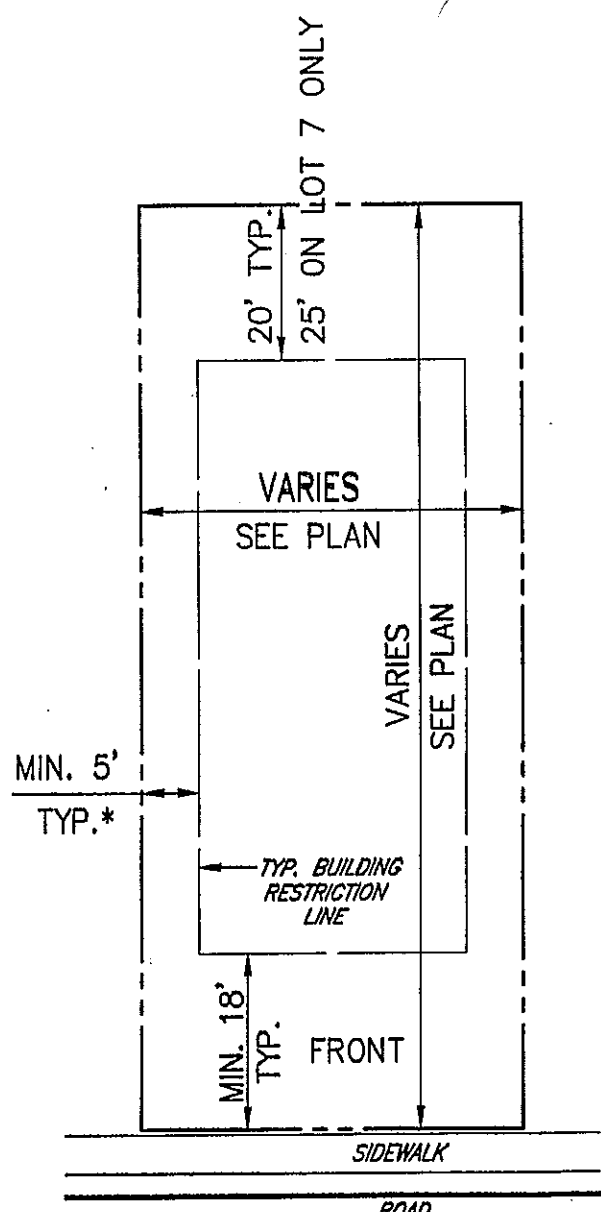 20' TYP.
25' ON LOT 7 ONLY
VARIES
SEE PLAN
VARIES
SEE PLAN
MIN. 5'
TYP.*
TYP. BUILDING
RESTRICTION
LINE
MIN. 18'
TYP.
FRONT
SIDEWALK
ROAD